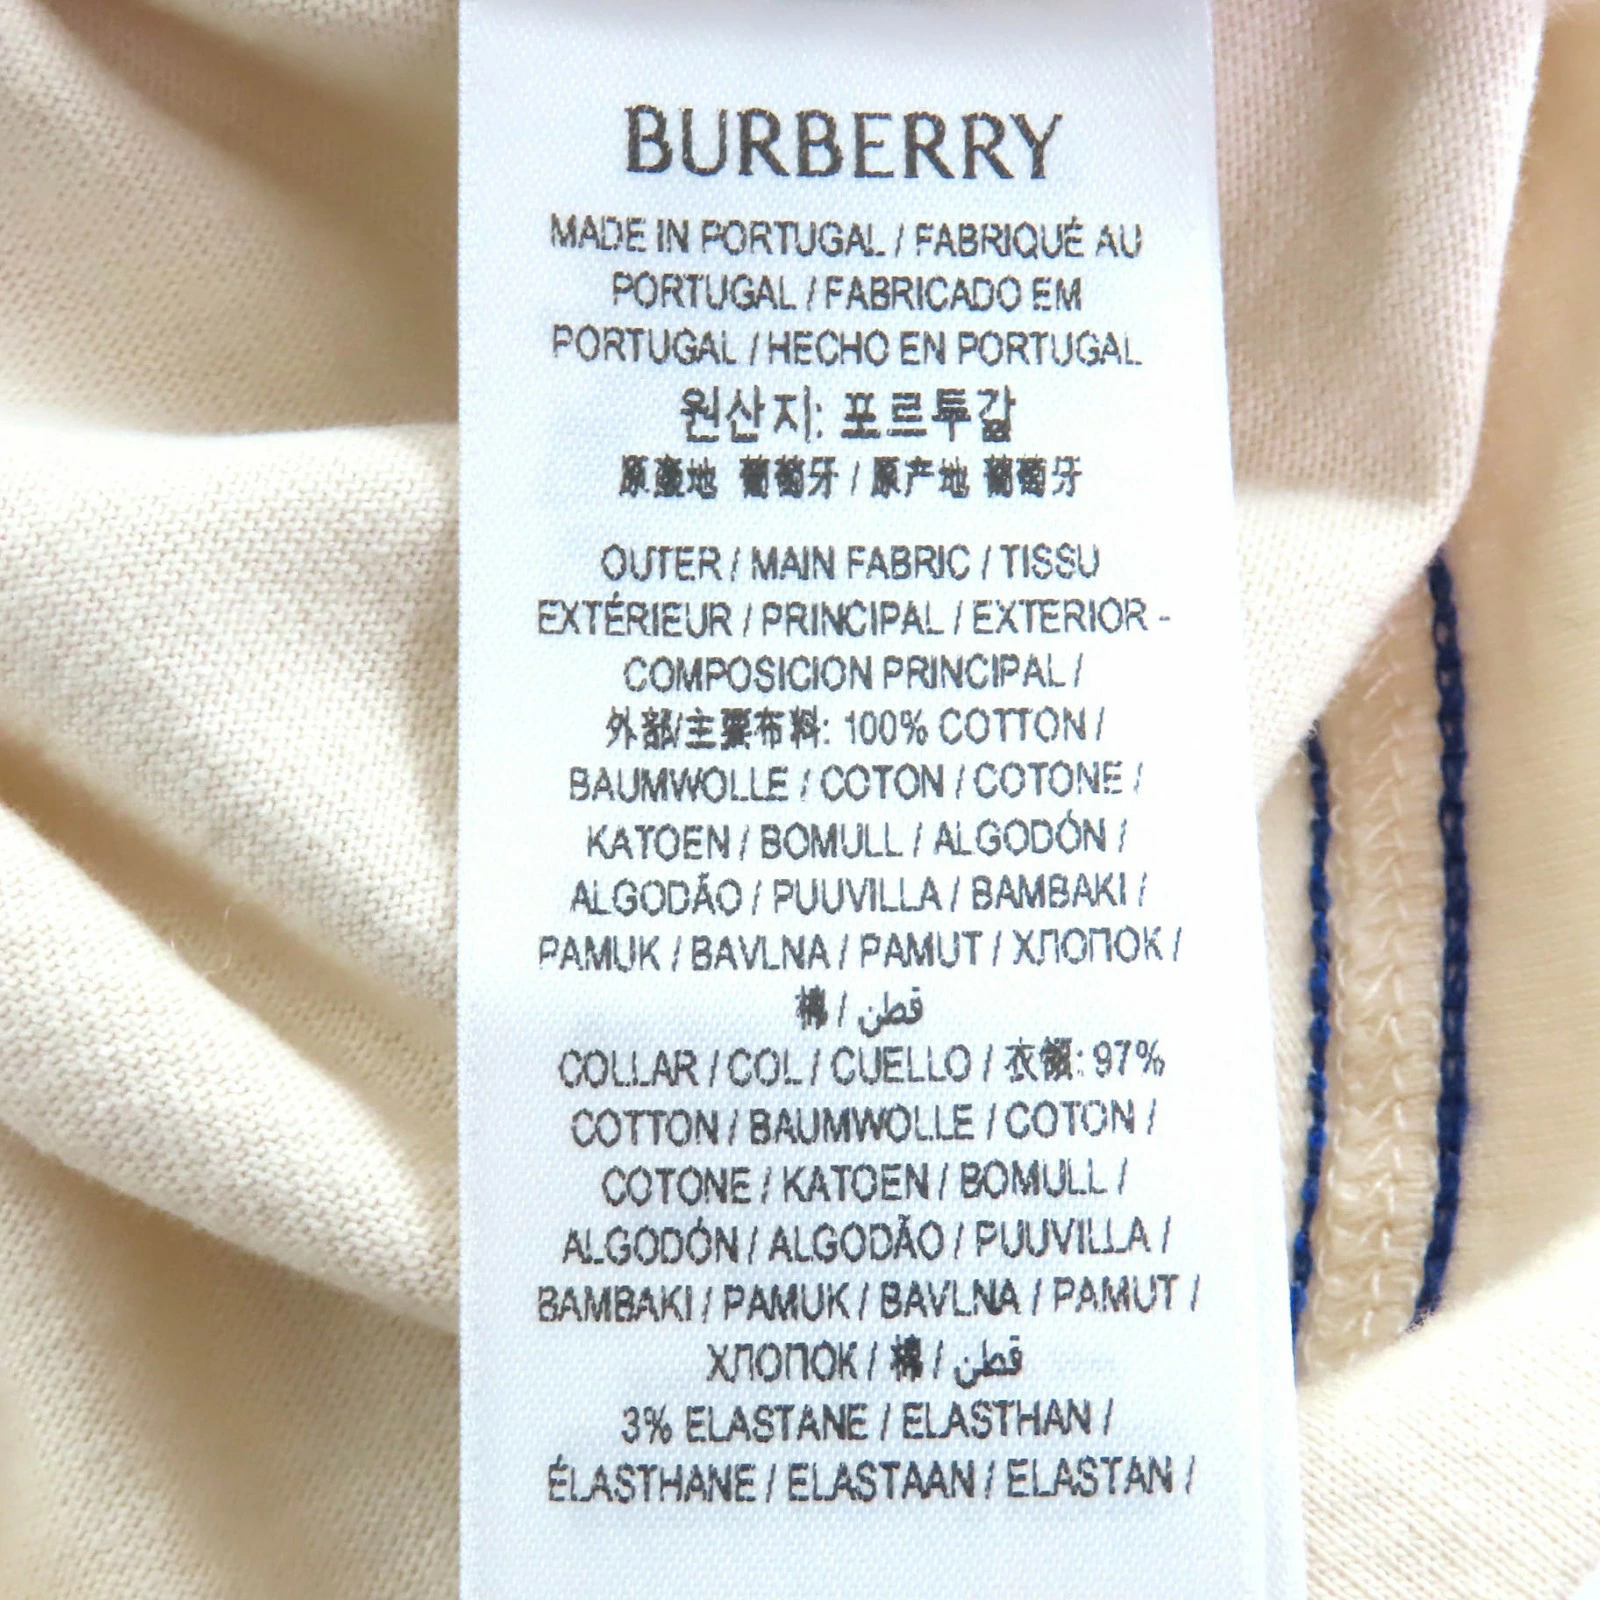 BURBERRY
MADE IN PORTUGAL / FABRIQUÉ AU
PORTUGAL / FABRICADO EM
PORTUGAL / HECHO EN PORTUGAL
원산지: 포르투갈
原產地 葡萄牙 / 原产地 葡萄牙
OUTER / MAIN FABRIC / TISSU
EXTÉRIEUR / PRINCIPAL / EXTERIOR -
COMPOSICION PRINCIPAL /
外部/主要布料: 100% COTTON /
BAUMWOLLE / COTON / COTONE /
KATOEN / BOMULL / ALGODÓN /
ALGODÃO / PUUVILLA / BAMBAKI /
PAMUK / BAVLNA / PAMUT / ХЛОПОК /
棉 / قطن
COLLAR / COL / CUELLO / 衣領: 97%
COTTON / BAUMWOLLE / COTON /
COTONE / KATOEN / BOMULL /
ALGODÓN / ALGODÃO / PUUVILLA /
BAMBAKI / PAMUK / BAVLNA / PAMUT /
ХЛОПОК / 棉 / قطن
3% ELASTANE / ELASTHAN /
ÉLASTHANE / ELASTAAN / ELASTAN /